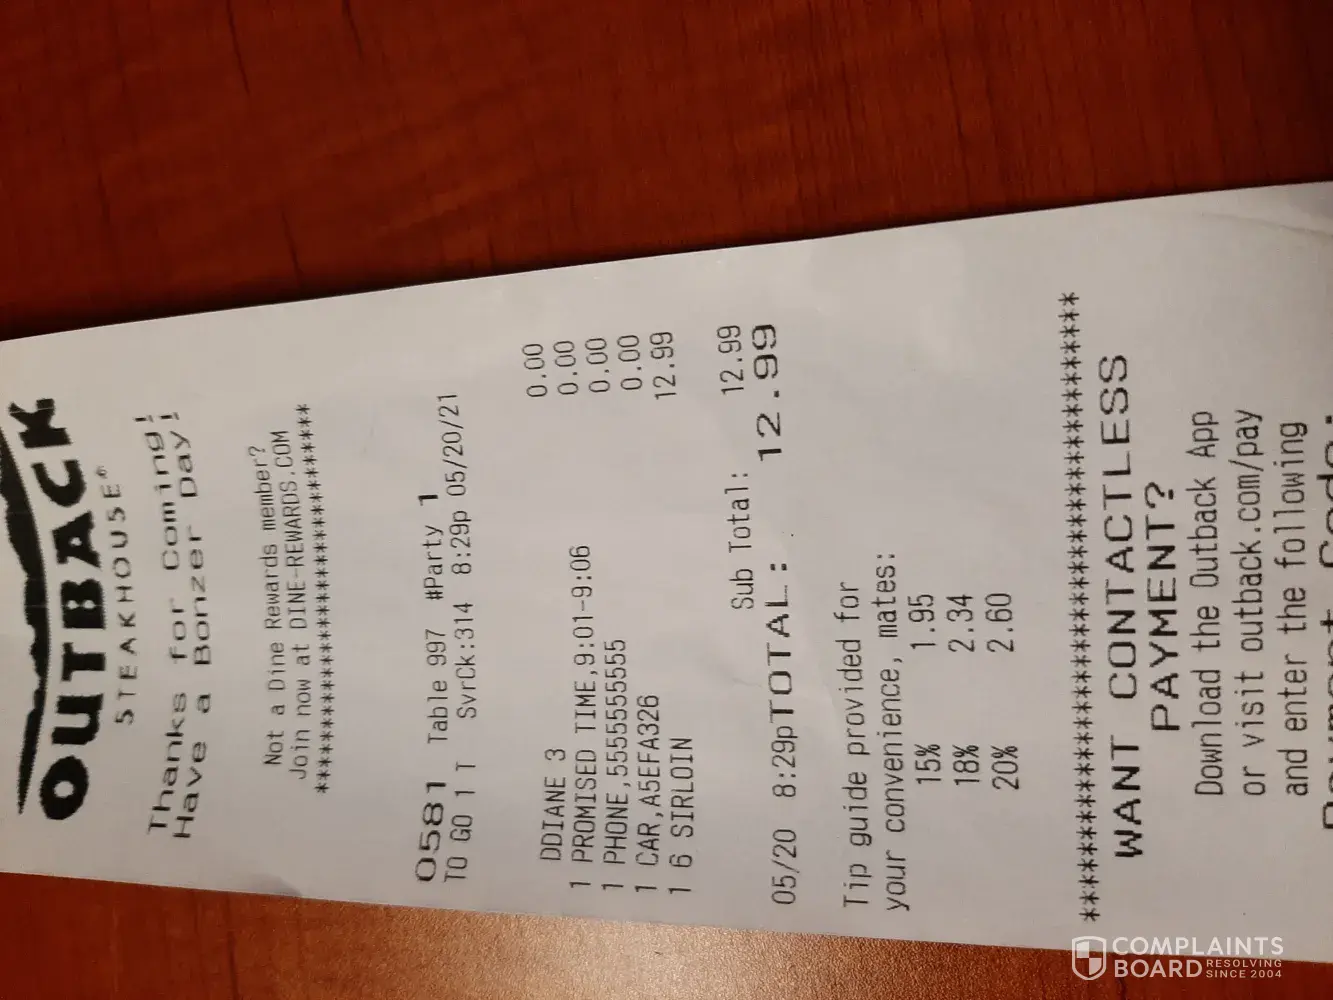 OUTBACK
STEAKHOUSE®
Thanks for Coming!
Have a Bonzer Day!
Not a Dine Rewards member?
Join now at DINE-REWARDS.COM
********************************
0581 Table 997 #Party 1
TO GO 1 T SvrCk:314 8:29p 05/20/21
DDIANE 3 0.00
1 PROMISED TIME,9:01-9:06 0.00
1 PHONE,5555555555 0.00
1 CAR,A5EFA326 0.00
1 6 SIRLOIN 12.99
Sub Total: 12.99
05/20 8:29pTOTAL: 12.99
Tip guide provided for
your convenience, mates:
15% 1.95
18% 2.34
20% 2.60
******************************************
WANT CONTACTLESS
PAYMENT?
Download the Outback App
or visit outback.com/pay
and enter the following
COMPLAINTS
BOARD RESOLVING
SINCE 2004